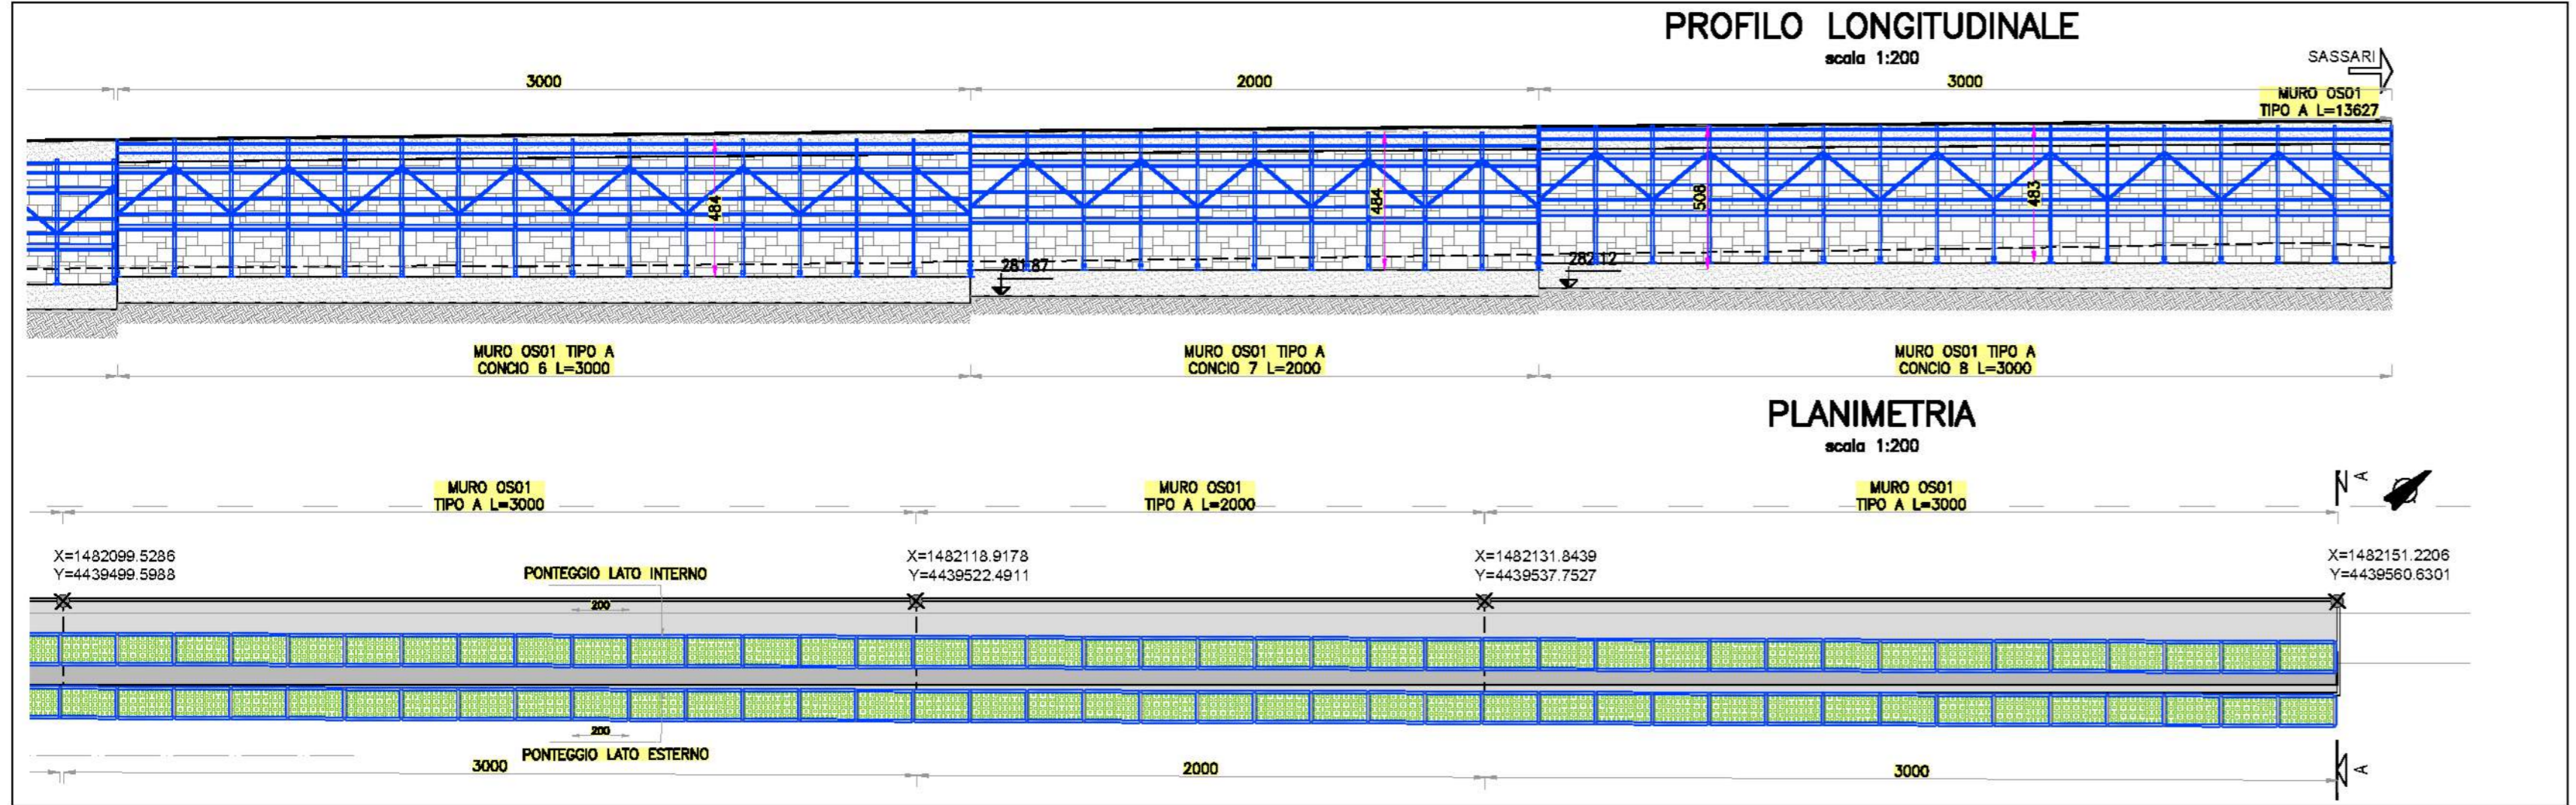 PROFILO LONGITUDINALE
scala 1:200
SASSARI
3000
2000
3000
MURO OS01
TIPO A L=13627
484
484
508
483
281.87
282.12
MURO OS01 TIPO A
CONCIO 6 L=3000
MURO OS01 TIPO A
CONCIO 7 L=2000
MURO OS01 TIPO A
CONCIO 8 L=3000
PLANIMETRIA
scala 1:200
MURO OS01
TIPO A L=3000
MURO OS01
TIPO A L=2000
MURO OS01
TIPO A L=3000
N A
X=1482099.5286
Y=4439499.5988
PONTEGGIO LATO INTERNO
X=1482118.9178
Y=4439522.4911
X=1482131.8439
Y=4439537.7527
X=1482151.2206
Y=4439560.6301
200
200
PONTEGGIO LATO ESTERNO
3000
2000
3000
A